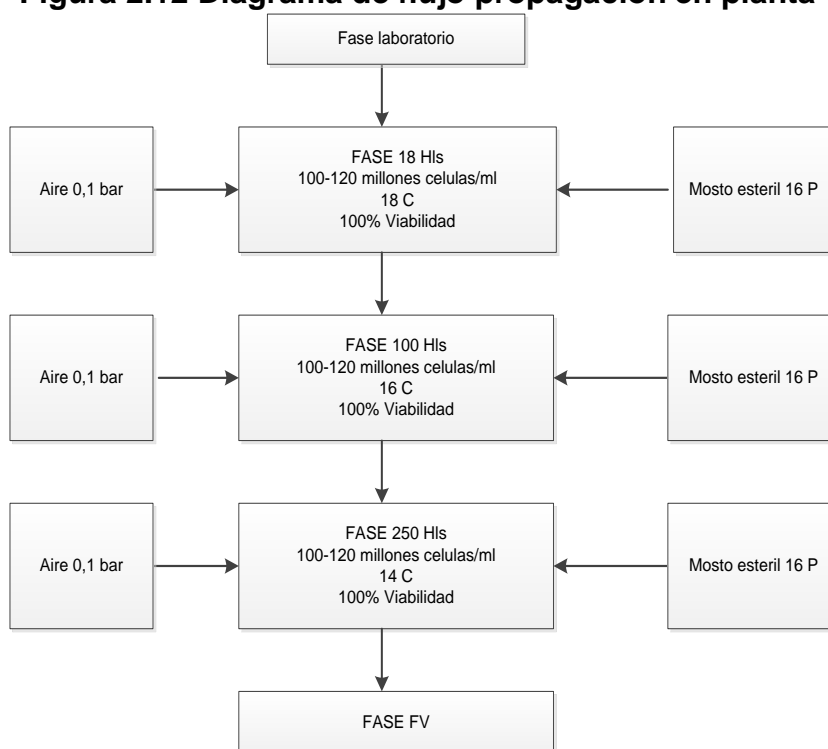 Figura 2.12 Diagrama de flujo propagación en planta
Fase laboratorio
Aire 0,1 bar
FASE 18 Hls
100-120 millones celulas/ml
18 C
100% Viabilidad
Mosto esteril 16 P
Aire 0,1 bar
FASE 100 Hls
100-120 millones celulas/ml
16 C
100% Viabilidad
Mosto esteril 16 P
Aire 0,1 bar
FASE 250 Hls
100-120 millones celulas/ml
14 C
100% Viabilidad
Mosto esteril 16 P
FASE FV